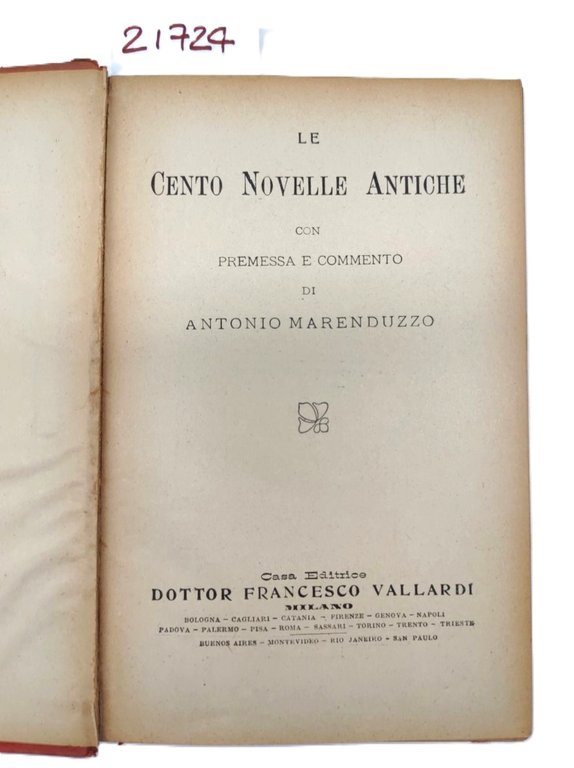 21724
LE
CENTO NOVELLE ANTICHE
CON
PREMESSA E COMMENTO
DI
ANTONIO MARENDUZZO
Casa Editrice
DOTTOR FRANCESCO VALLARDI
MILANO
BOLOGNA - CAGLIARI - CATANIA - FIRENZE - GENOVA - NAPOLI
PADOVA - PALERMO - PISA - ROMA - SASSARI - TORINO - TRENTO - TRIESTE
BUENOS AIRES - MONTEVIDEO - RIO JANEIRO - SAN PAULO